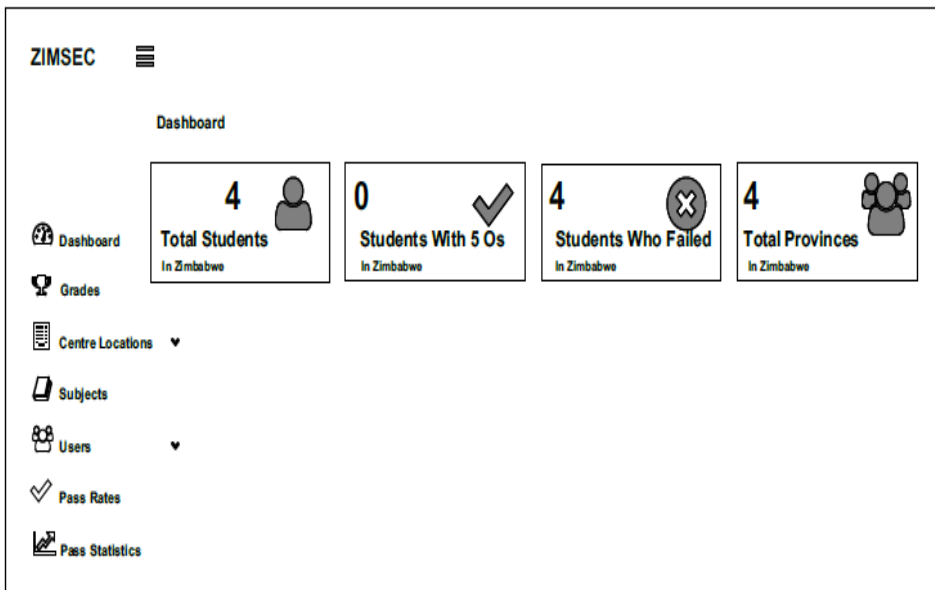 ZIMSEC
Dashboard
4
Total Students
In Zimbabwe
0
Students With 5 Os
In Zimbabwe
4
Students Who Failed
In Zimbabwe
4
Total Provinces
In Zimbabwe
Dashboard
Grades
Centre Locations
Subjects
Users
Pass Rates
Pass Statistics